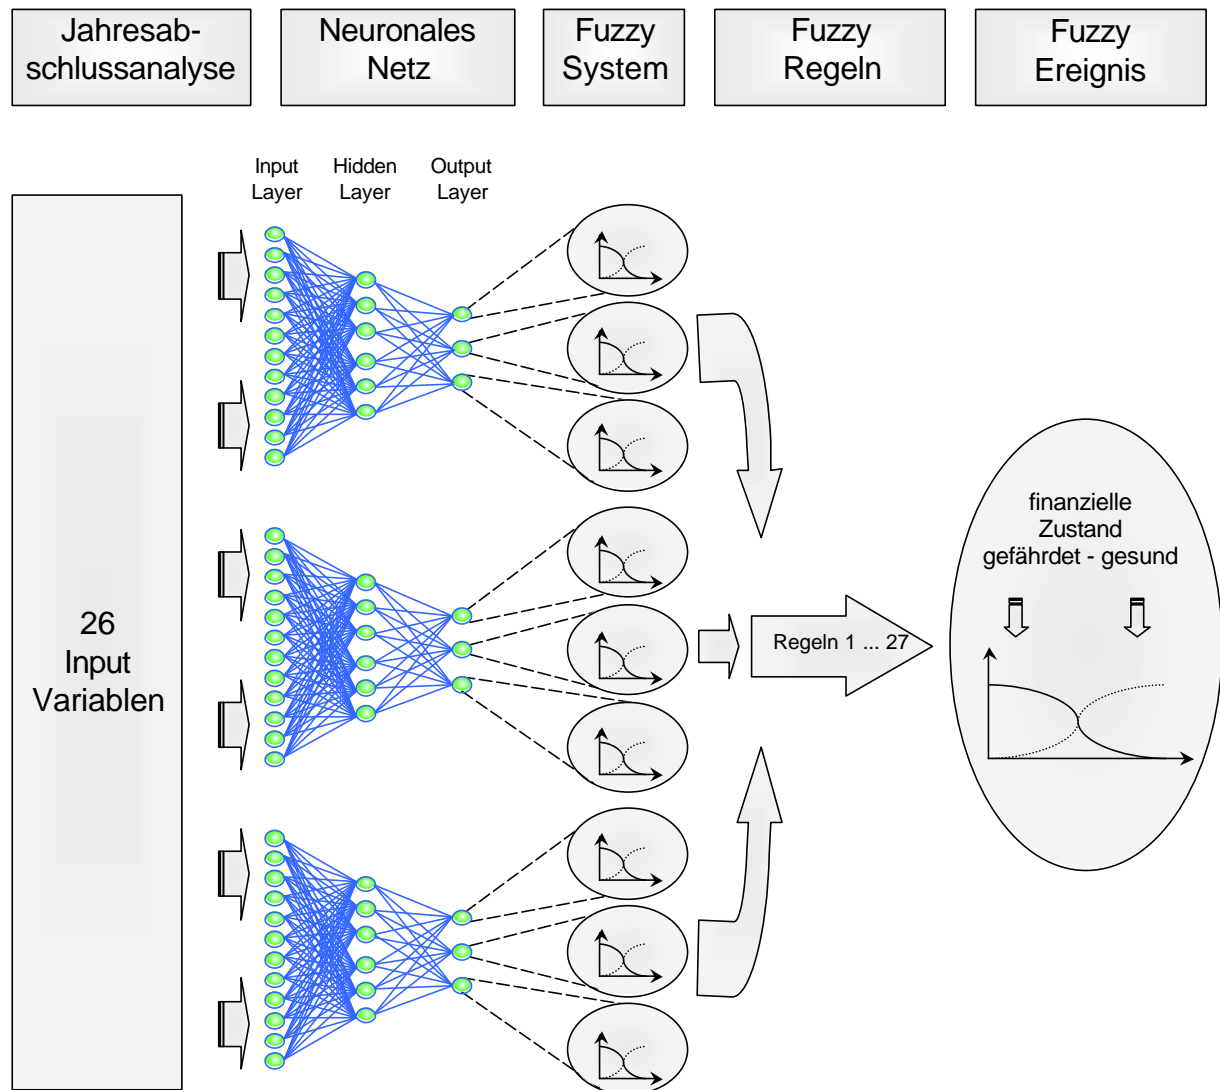 Jahresab-
schlussanalyse
Neuronales
Netz
Fuzzy
System
Fuzzy
Regeln
Fuzzy
Ereignis
Input
Layer
Hidden
Layer
Output
Layer
26
Input
Variablen
Regeln 1 ... 27
finanzielle
Zustand
gefährdet - gesund